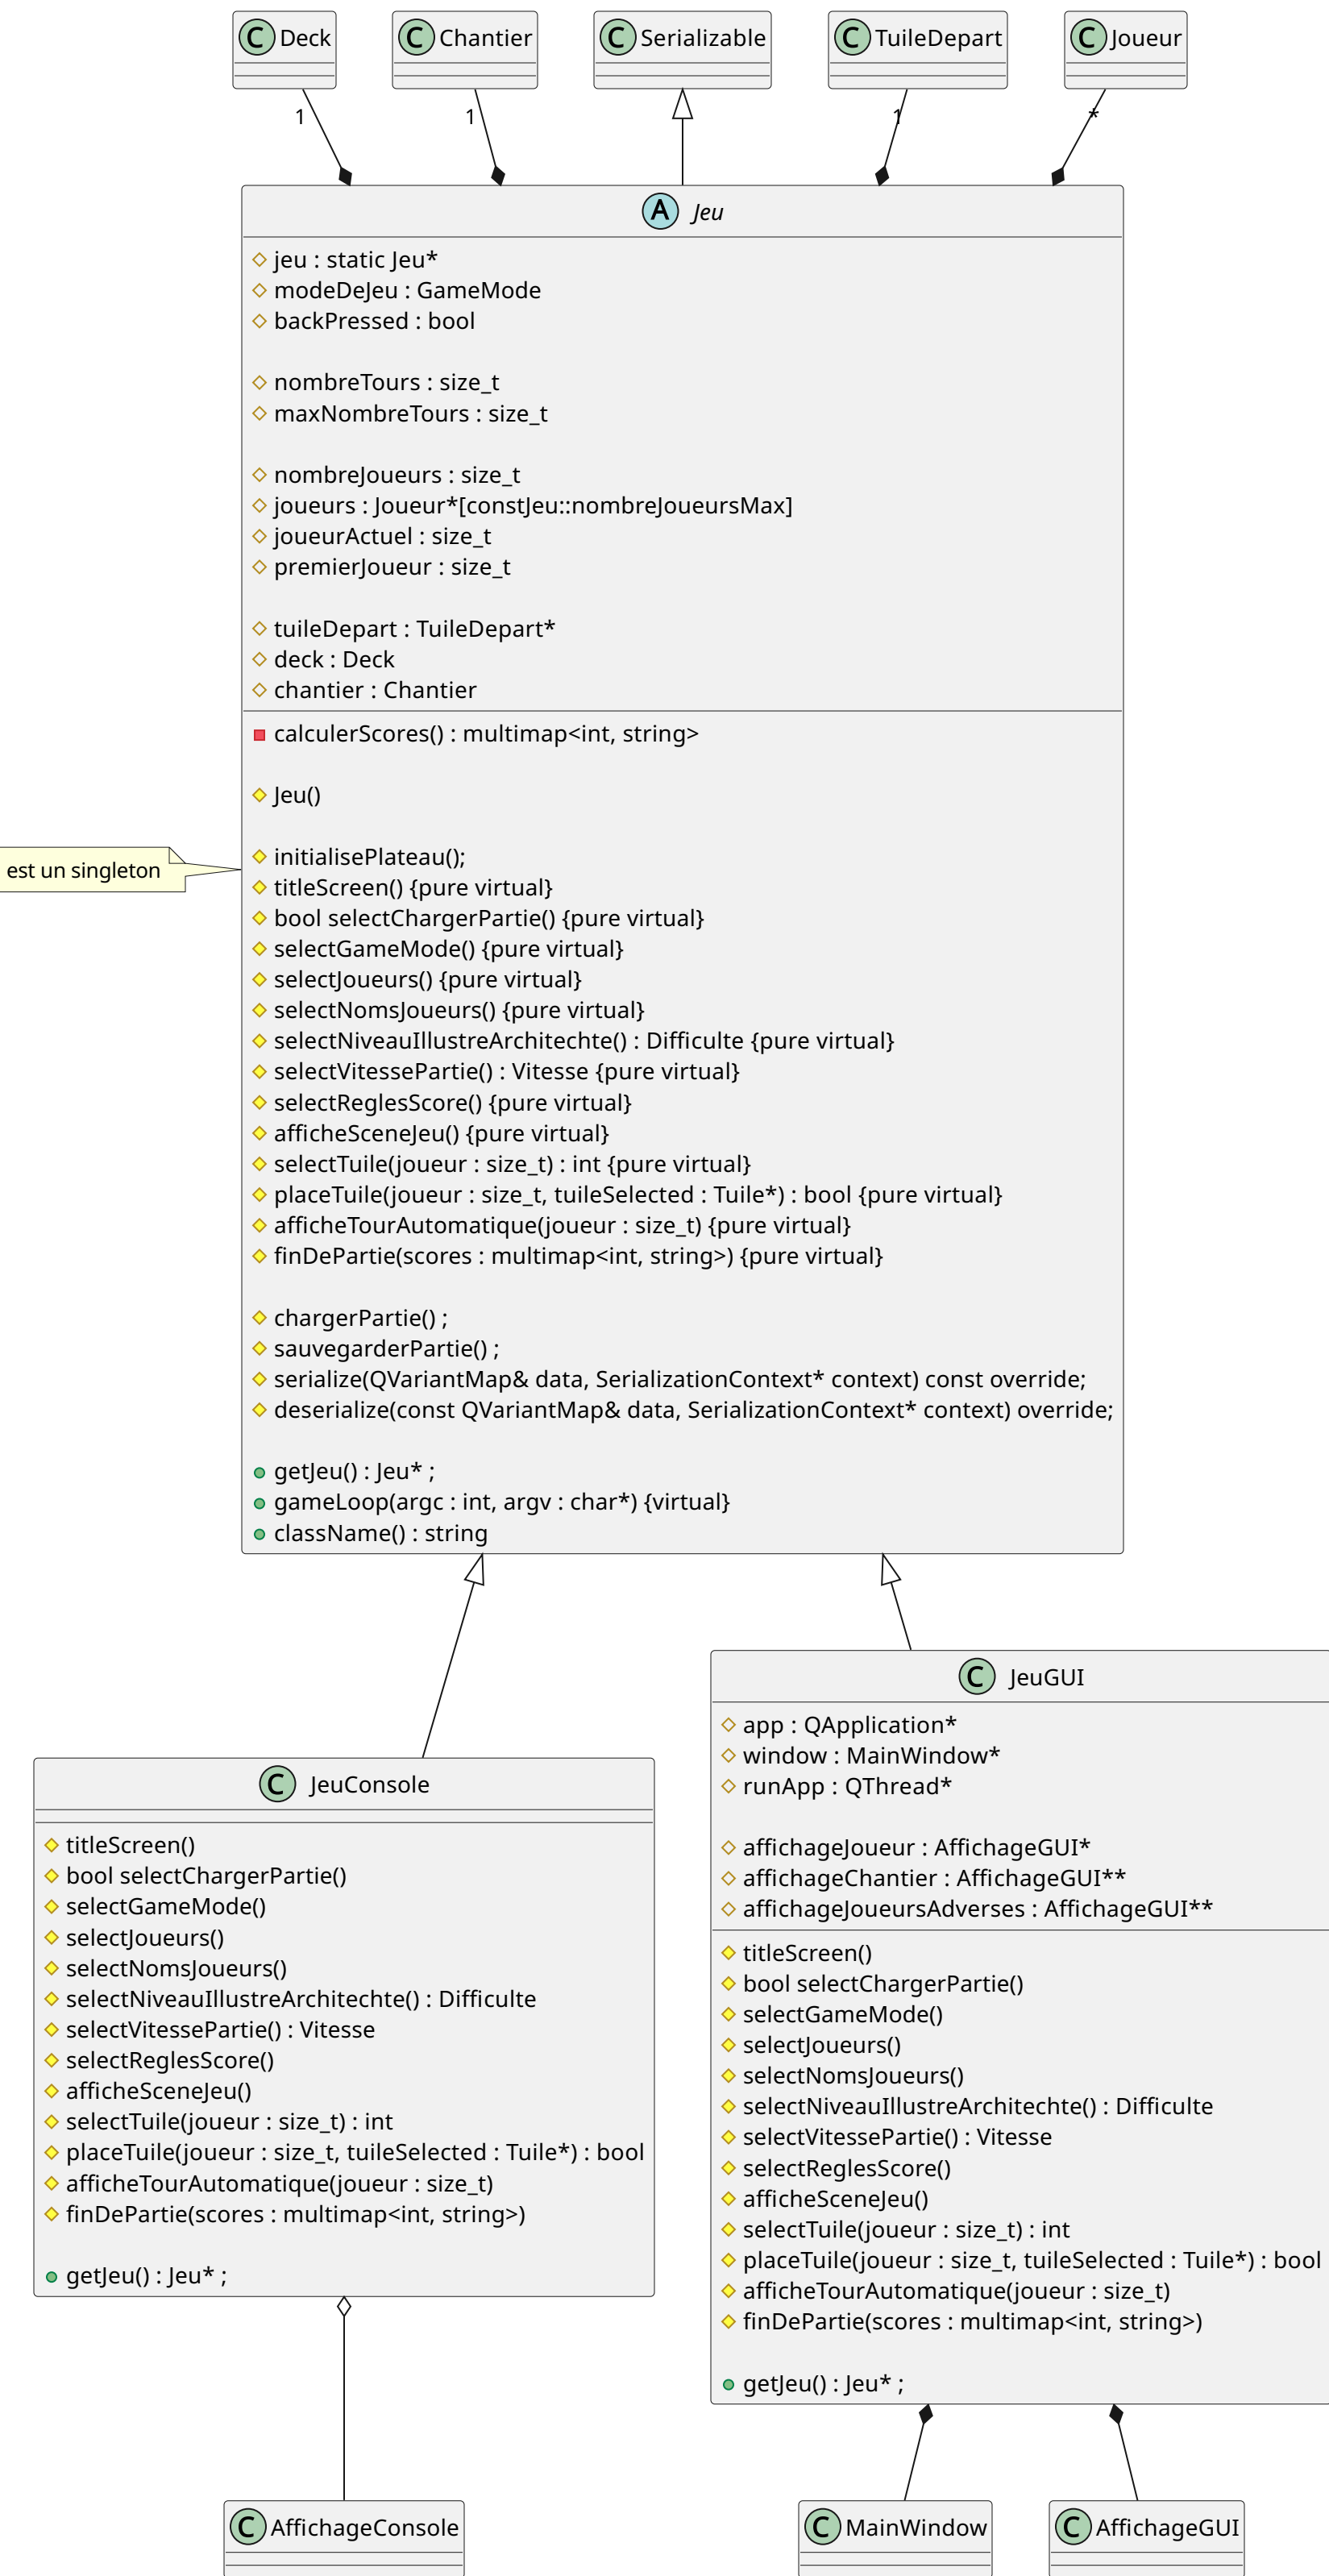 C Deck
C Chantier
C Serializable
C TuileDepart
C Joueur
1
1
1
*
A Jeu
jeu : static Jeu*
modeDeJeu : GameMode
backPressed : bool
nombreTours : size_t
maxNombreTours : size_t
nombreJoueurs : size_t
joueurs : Joueur*[constJeu::nombreJoueursMax]
joueurActuel : size_t
premierJoueur : size_t
tuileDepart : TuileDepart*
deck : Deck
chantier : Chantier
calculerScores() : multimap<int, string>
Jeu()
initialisePlateau();
est un singleton
titleScreen() {pure virtual}
bool selectChargerPartie() {pure virtual}
selectGameMode() {pure virtual}
selectJoueurs() {pure virtual}
selectNomsJoueurs() {pure virtual}
selectNiveauIllustreArchitechte() : Difficulte {pure virtual}
selectVitessePartie() : Vitesse {pure virtual}
selectReglesScore() {pure virtual}
afficheSceneJeu() {pure virtual}
selectTuile(joueur : size_t) : int {pure virtual}
placeTuile(joueur : size_t, tuileSelected : Tuile*) : bool {pure virtual}
afficheTourAutomatique(joueur : size_t) {pure virtual}
finDePartie(scores : multimap<int, string>) {pure virtual}
chargerPartie() ;
sauvegarderPartie() ;
serialize(QVariantMap& data, SerializationContext* context) const override;
deserialize(const QVariantMap& data, SerializationContext* context) override;
getJeu() : Jeu* ;
gameLoop(argc : int, argv : char*) {virtual}
className() : string
C JeuConsole
titleScreen()
bool selectChargerPartie()
selectGameMode()
selectJoueurs()
selectNomsJoueurs()
selectNiveauIllustreArchitechte() : Difficulte
selectVitessePartie() : Vitesse
selectReglesScore()
afficheSceneJeu()
selectTuile(joueur : size_t) : int
placeTuile(joueur : size_t, tuileSelected : Tuile*) : bool
afficheTourAutomatique(joueur : size_t)
finDePartie(scores : multimap<int, string>)
getJeu() : Jeu* ;
C JeuGUI
app : QApplication*
window : MainWindow*
runApp : QThread*
affichageJoueur : AffichageGUI*
affichageChantier : AffichageGUI**
affichageJoueursAdverses : AffichageGUI**
titleScreen()
bool selectChargerPartie()
selectGameMode()
selectJoueurs()
selectNomsJoueurs()
selectNiveauIllustreArchitechte() : Difficulte
selectVitessePartie() : Vitesse
selectReglesScore()
afficheSceneJeu()
selectTuile(joueur : size_t) : int
placeTuile(joueur : size_t, tuileSelected : Tuile*) : bool
afficheTourAutomatique(joueur : size_t)
finDePartie(scores : multimap<int, string>)
getJeu() : Jeu* ;
C AffichageConsole
C MainWindow
C AffichageGUI